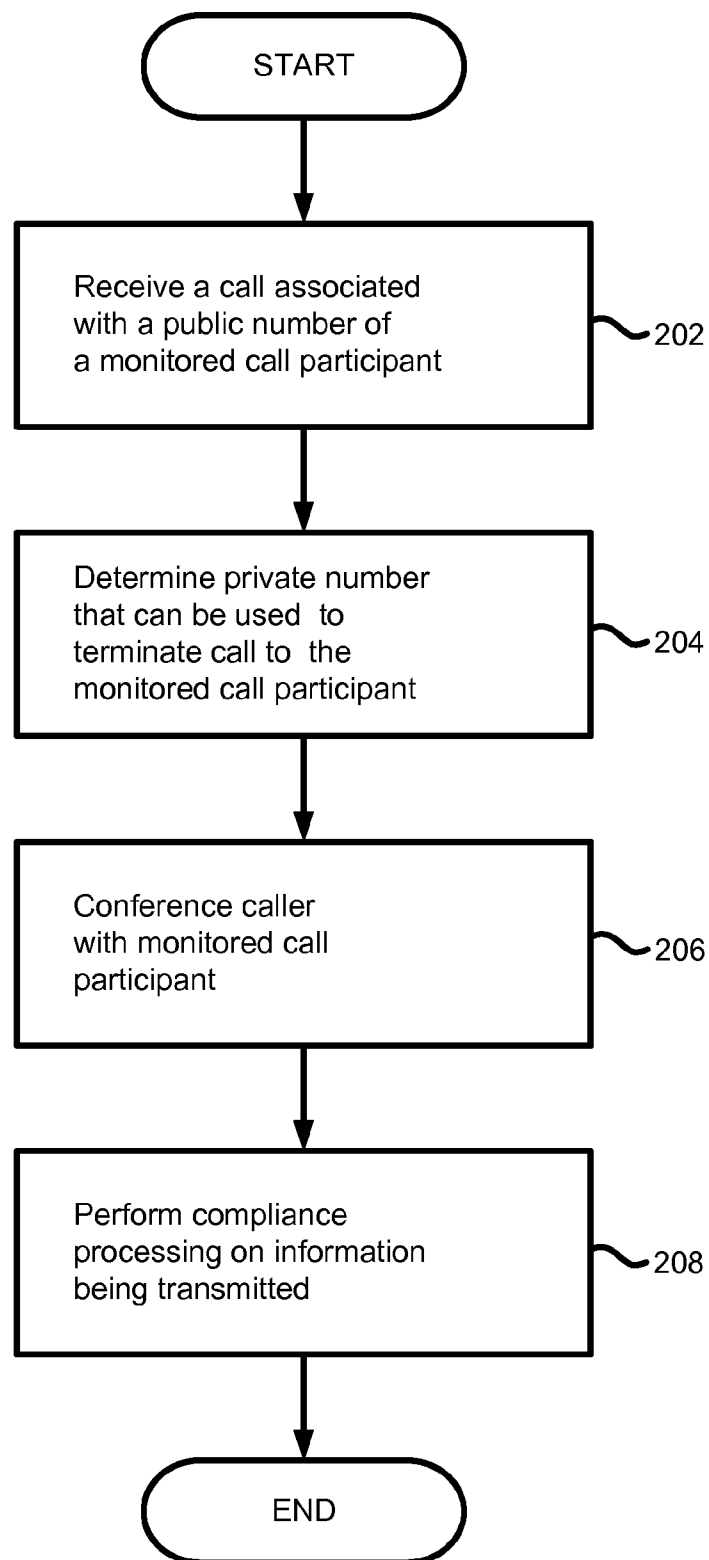 START
Receive a call associated
with a public number of
a monitored call participant
202
Determine private number
that can be used to
terminate call to the
monitored call participant
204
Conference caller
with monitored call
participant
206
Perform compliance
processing on information
being transmitted
208
END